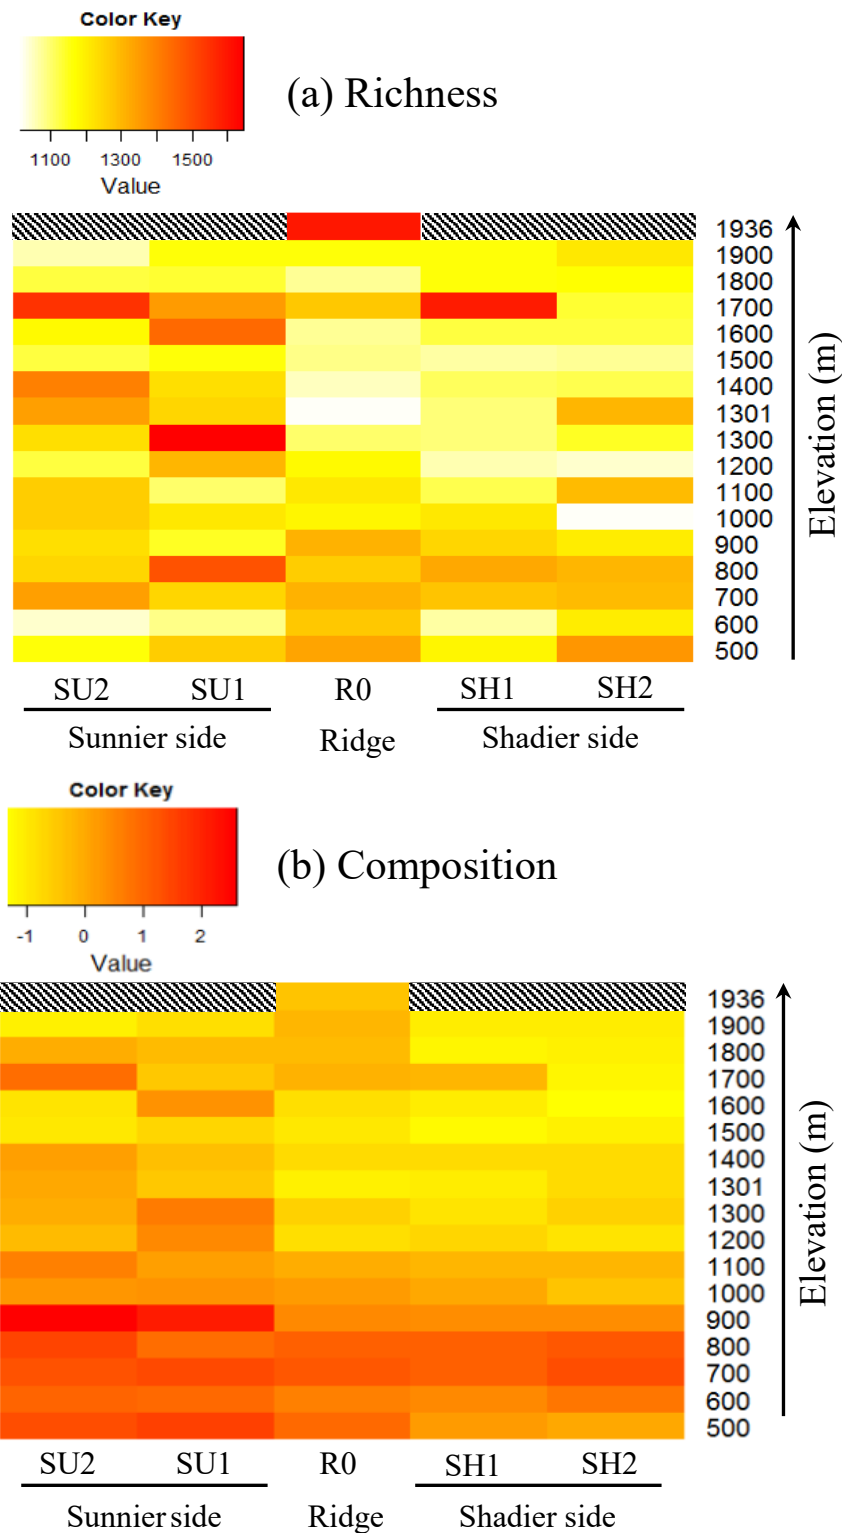 Color Key
(a) Richness
1100 1300 1500
Value
1936
1900
1800
1700
1600
1500
1400
1301
1300
1200
1100
1000
900
800
700
600
500
Elevation (m)
SU2 SU1 R0 SH1 SH2
Sunnier side Ridge Shadier side
Color Key
(b) Composition
-1 0 1 2
Value
1936
1900
1800
1700
1600
1500
1400
1301
1300
1200
1100
1000
900
800
700
600
500
Elevation (m)
SU2 SU1 R0 SH1 SH2
Sunnier side Ridge Shadier side